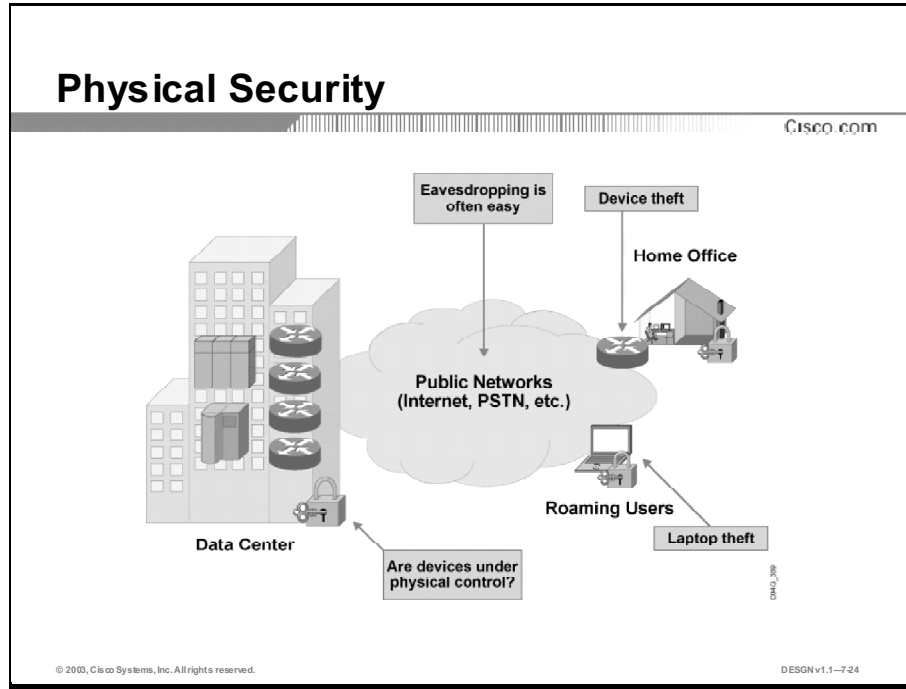 Physical Security
Cisco.com
Eavesdropping is
often easy
Device theft
Home Office
Public Networks
(Internet, PSTN, etc.)
Roaming Users
Data Center
Laptop theft
Are devices under
physical control?
D94G_389
© 2003, Cisco Systems, Inc. All rights reserved.
DESGN v1.1—7-24